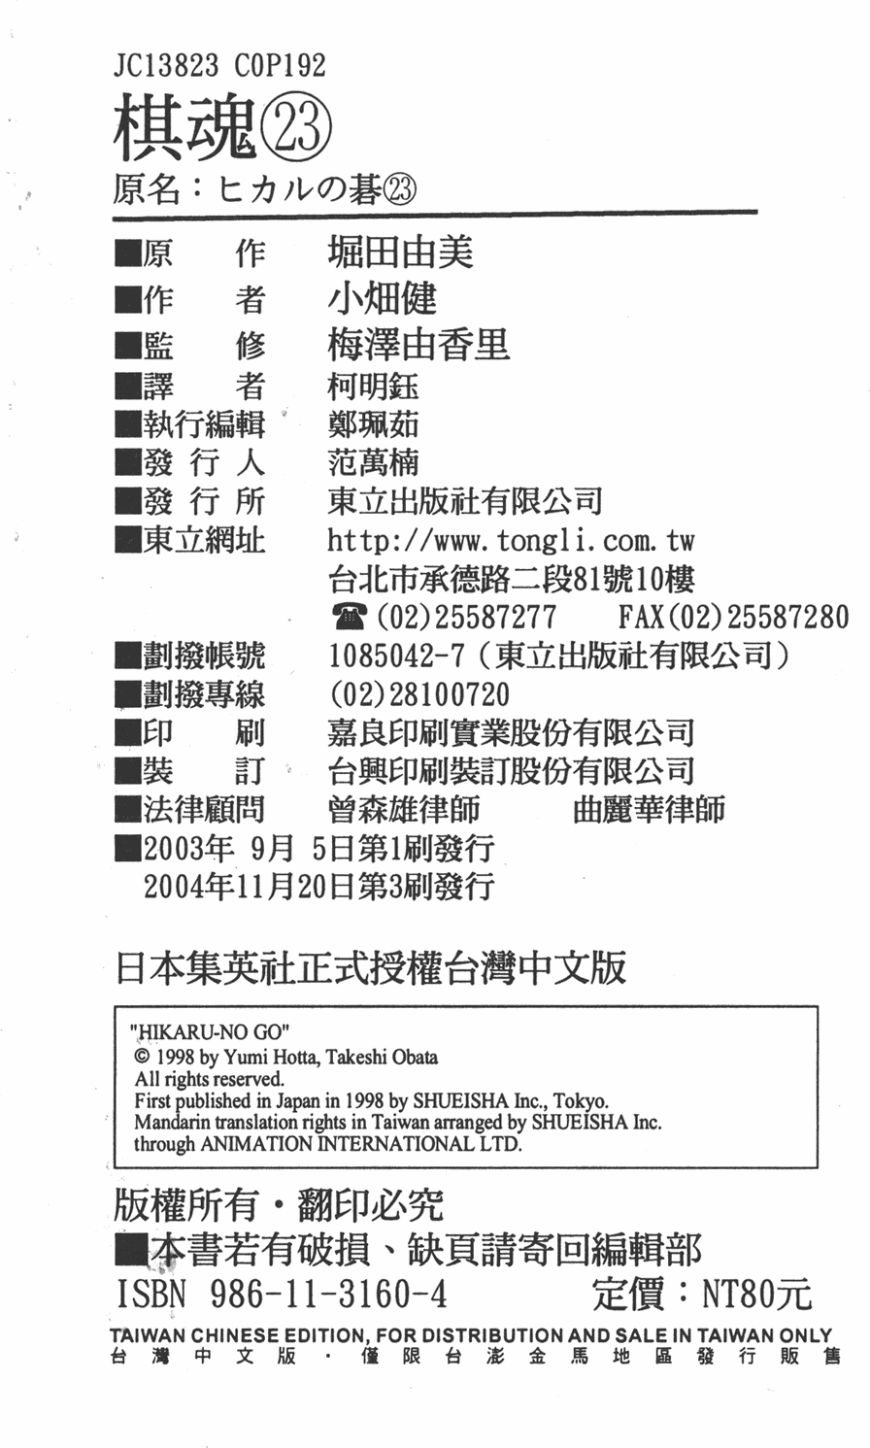 JC13823 C0P192
棋魂㉓
原名：ヒカルの碁㉓
■原　　作　堀田由美
■作　　者　小畑健
■監　　修　梅澤由香里
■譯　　者　柯明鈺
■執行編輯　鄭珮茹
■發 行 人　范萬楠
■發 行 所　東立出版社有限公司
■東立網址　http://www.tongli.com.tw
台北市承德路二段81號10樓
☎(02)25587277　FAX(02)25587280
■劃撥帳號　1085042-7（東立出版社有限公司）
■劃撥專線　(02)28100720
■印　　刷　嘉良印刷實業股份有限公司
■裝　　訂　台興印刷裝訂股份有限公司
■法律顧問　曾森雄律師　　曲麗華律師
■2003年 9月 5日第1刷發行
2004年11月20日第3刷發行
日本集英社正式授權台灣中文版
"HIKARU-NO GO"
© 1998 by Yumi Hotta, Takeshi Obata
All rights reserved.
First published in Japan in 1998 by SHUEISHA Inc., Tokyo.
Mandarin translation rights in Taiwan arranged by SHUEISHA Inc.
through ANIMATION INTERNATIONAL LTD.
版權所有・翻印必究
■本書若有破損、缺頁請寄回編輯部
ISBN 986-11-3160-4　　定價：NT80元
TAIWAN CHINESE EDITION, FOR DISTRIBUTION AND SALE IN TAIWAN ONLY
台灣中文版・僅限台澎金馬地區發行販售